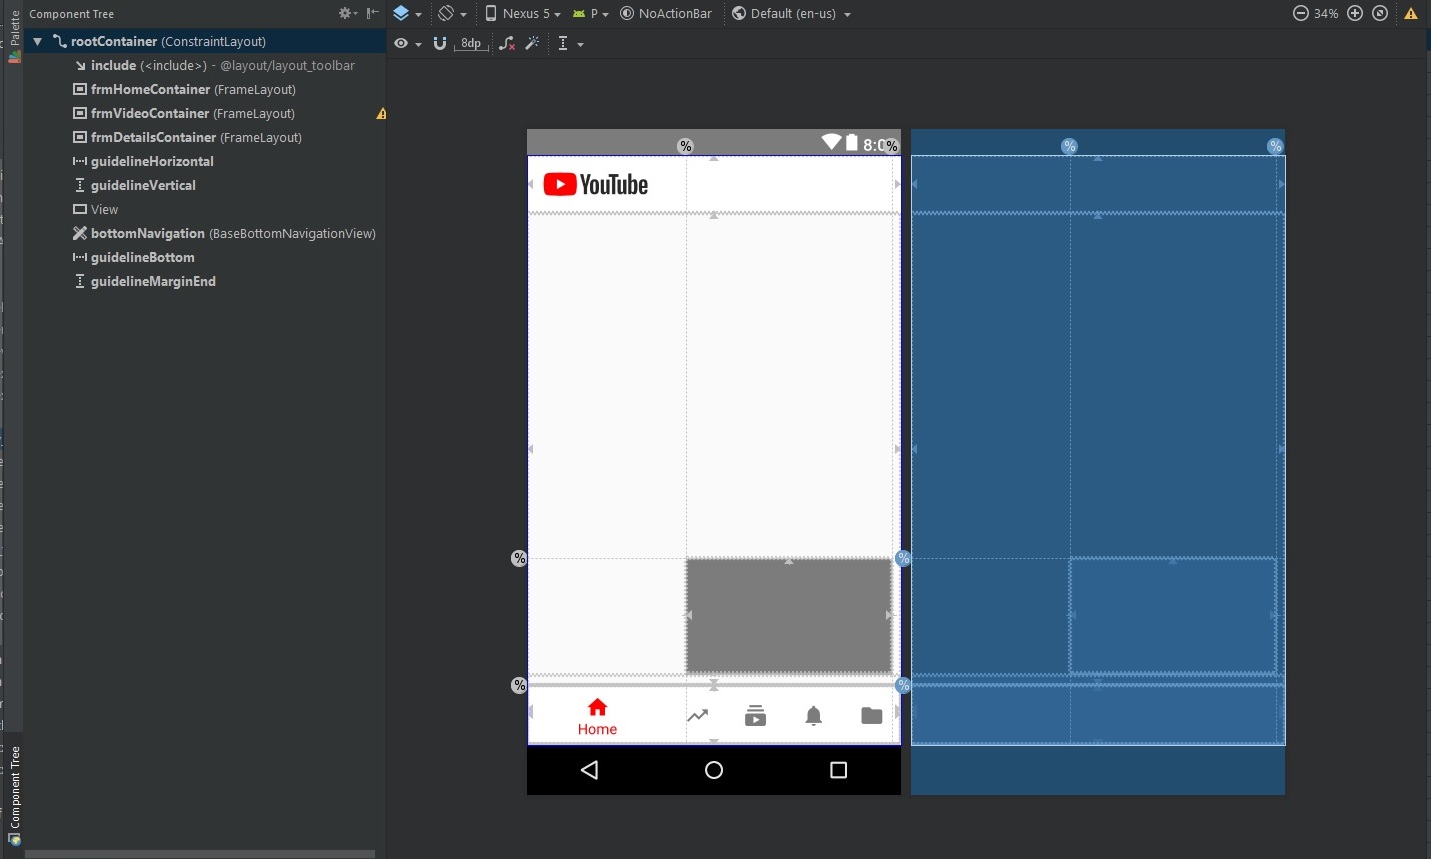 Palette
Component Tree
Nexus 5
P
NoActionBar
Default (en-us)
34%
8dp
rootContainer (ConstraintLayout)
include (<include>) - @layout/layout_toolbar
frmHomeContainer (FrameLayout)
frmVideoContainer (FrameLayout)
frmDetailsContainer (FrameLayout)
guidelineHorizontal
guidelineVertical
View
bottomNavigation (BaseBottomNavigationView)
guidelineBottom
guidelineMarginEnd
% 8:0 % % %
YouTube
% %
% %
Home
Component Tree